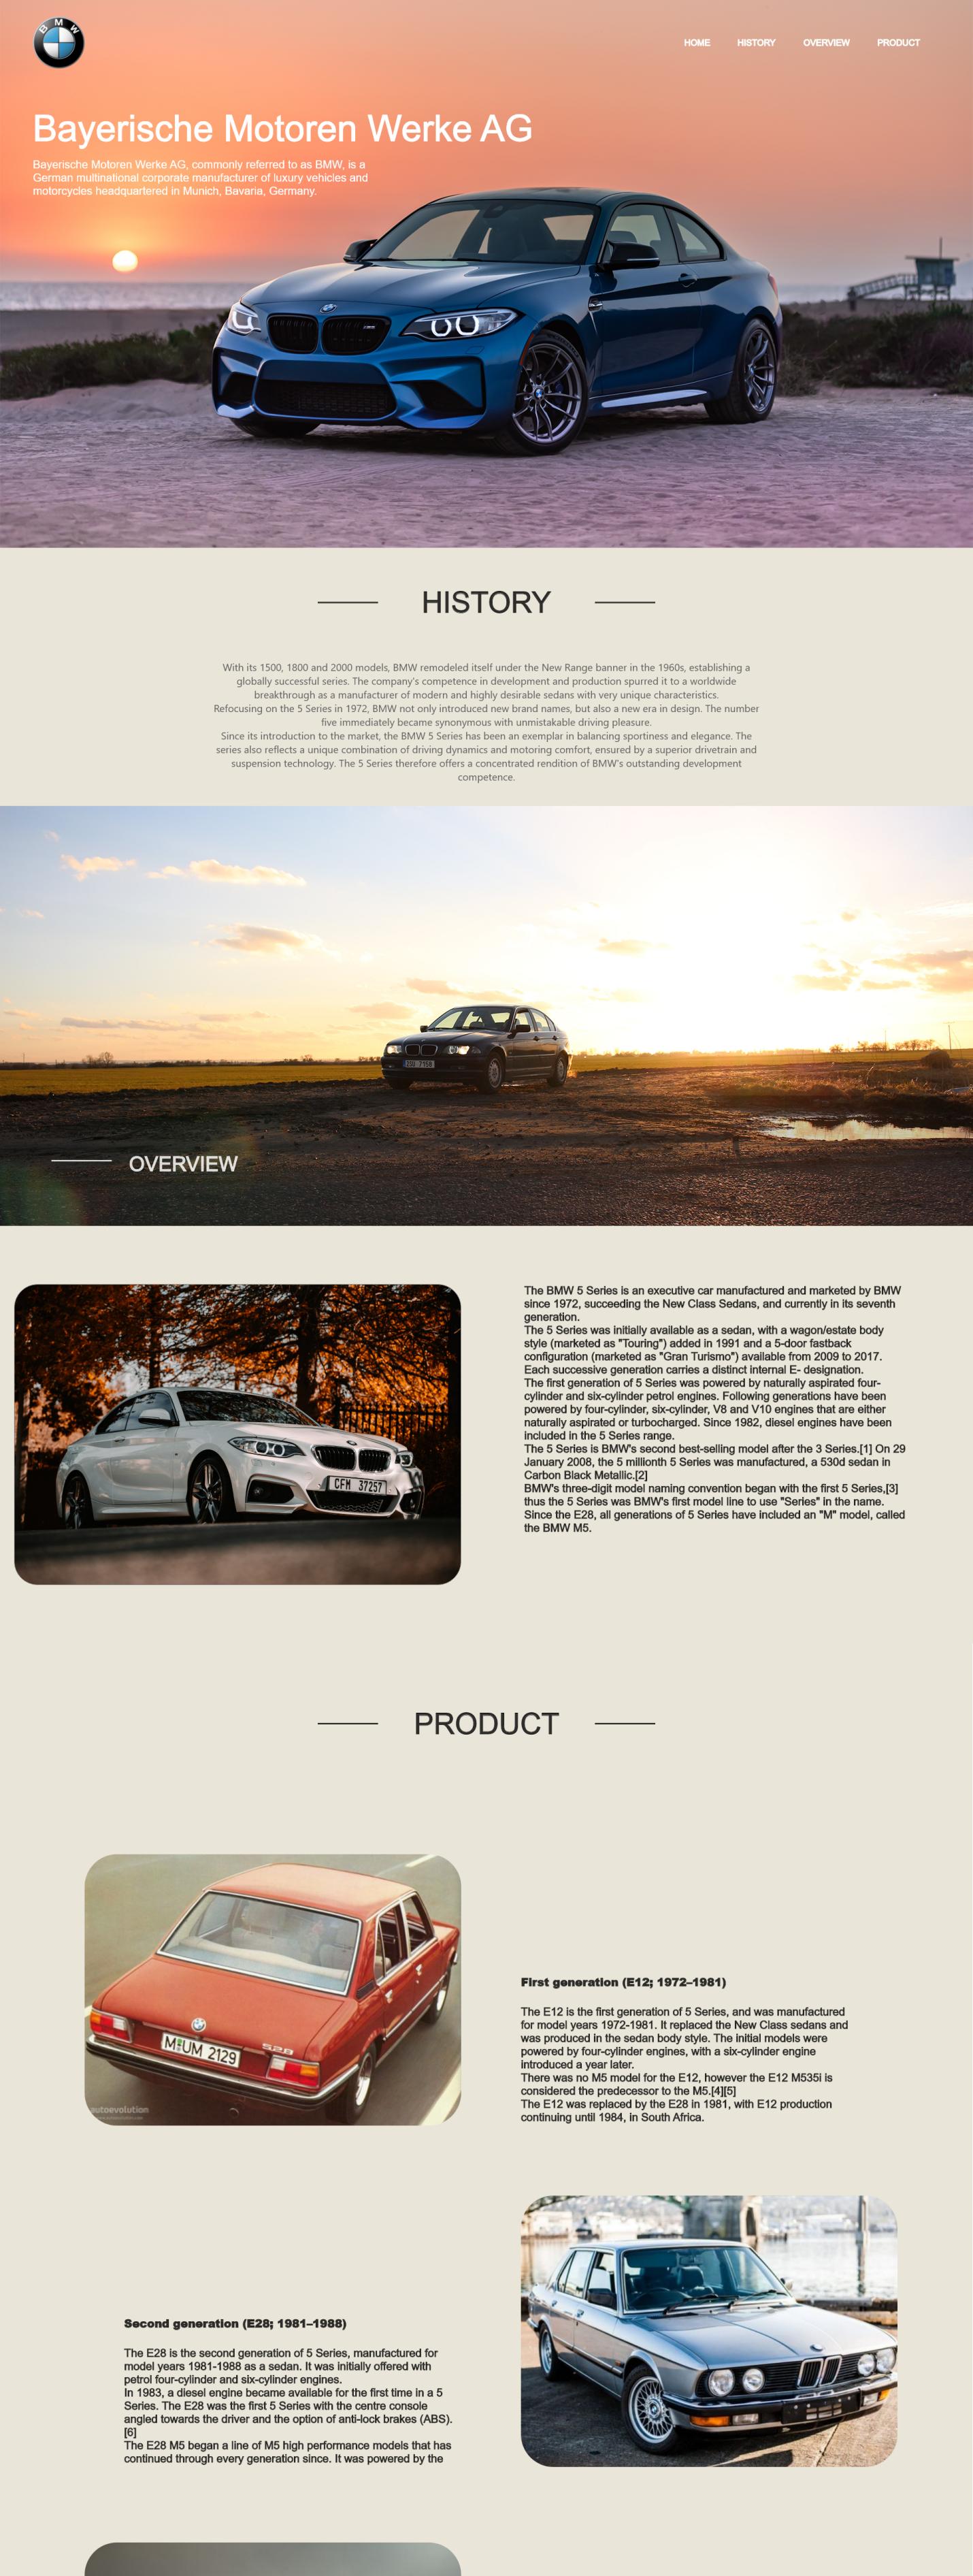 BMW
HOME HISTORY OVERVIEW PRODUCT
Bayerische Motoren Werke AG
Bayerische Motoren Werke AG, commonly referred to as BMW, is a
German multinational corporate manufacturer of luxury vehicles and
motorcycles headquartered in Munich, Bavaria, Germany.
HISTORY
With its 1500, 1800 and 2000 models, BMW remodeled itself under the New Range banner in the 1960s, establishing a
globally successful series. The company's competence in development and production spurred it to a worldwide
breakthrough as a manufacturer of modern and highly desirable sedans with very unique characteristics.
Refocusing on the 5 Series in 1972, BMW not only introduced new brand names, but also a new era in design. The number
five immediately became synonymous with unmistakable driving pleasure.
Since its introduction to the market, the BMW 5 Series has been an exemplar in balancing sportiness and elegance. The
series also reflects a unique combination of driving dynamics and motoring comfort, ensured by a superior drivetrain and
suspension technology. The 5 Series therefore offers a concentrated rendition of BMW's outstanding development
competence.
OVERVIEW
The BMW 5 Series is an executive car manufactured and marketed by BMW
since 1972, succeeding the New Class Sedans, and currently in its seventh
generation.
The 5 Series was initially available as a sedan, with a wagon/estate body
style (marketed as "Touring") added in 1991 and a 5-door fastback
configuration (marketed as "Gran Turismo") available from 2009 to 2017.
Each successive generation carries a distinct internal E- designation.
The first generation of 5 Series was powered by naturally aspirated four-
cylinder and six-cylinder petrol engines. Following generations have been
powered by four-cylinder, six-cylinder, V8 and V10 engines that are either
naturally aspirated or turbocharged. Since 1982, diesel engines have been
included in the 5 Series range.
The 5 Series is BMW's second best-selling model after the 3 Series.[1] On 29
January 2008, the 5 millionth 5 Series was manufactured, a 530d sedan in
Carbon Black Metallic.[2]
BMW's three-digit model naming convention began with the first 5 Series,[3]
thus the 5 Series was BMW's first model line to use "Series" in the name.
Since the E28, all generations of 5 Series have included an "M" model, called
the BMW M5.
CFM 37257
PRODUCT
M·UM 2129
528
autoevolution
First generation (E12; 1972–1981)
The E12 is the first generation of 5 Series, and was manufactured
for model years 1972-1981. It replaced the New Class sedans and
was produced in the sedan body style. The initial models were
powered by four-cylinder engines, with a six-cylinder engine
introduced a year later.
There was no M5 model for the E12, however the E12 M535i is
considered the predecessor to the M5.[4][5]
The E12 was replaced by the E28 in 1981, with E12 production
continuing until 1984, in South Africa.
Second generation (E28; 1981–1988)
The E28 is the second generation of 5 Series, manufactured for
model years 1981-1988 as a sedan. It was initially offered with
petrol four-cylinder and six-cylinder engines.
In 1983, a diesel engine became available for the first time in a 5
Series. The E28 was the first 5 Series with the centre console
angled towards the driver and the option of anti-lock brakes (ABS).
[6]
The E28 M5 began a line of M5 high performance models that has
continued through every generation since. It was powered by the